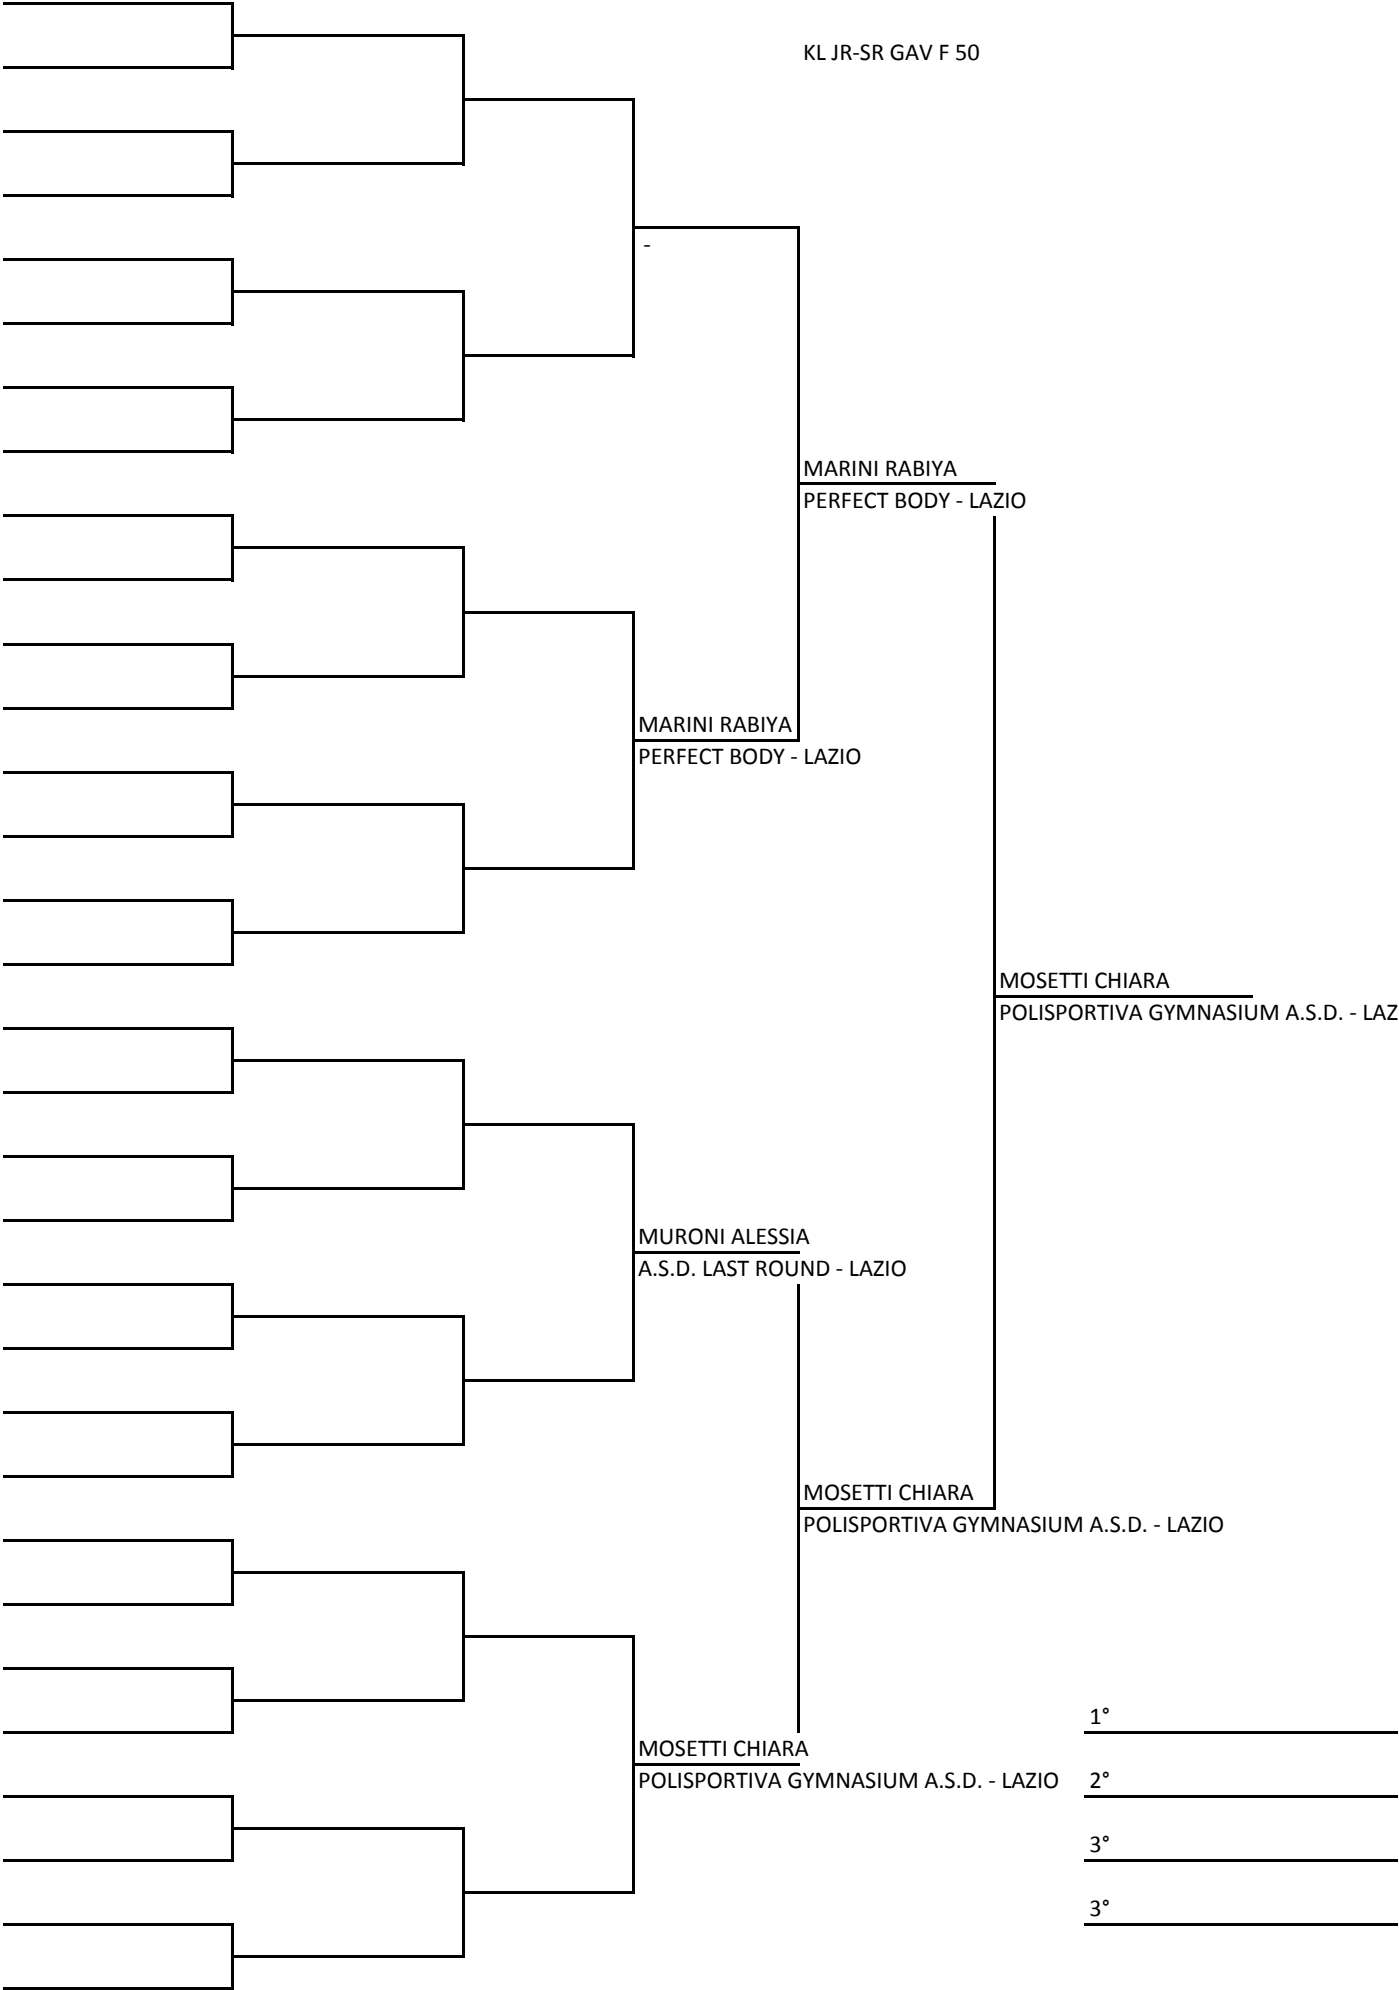 KL JR-SR GAV F 50
-
MARINI RABIYA
PERFECT BODY - LAZIO
MARINI RABIYA
PERFECT BODY - LAZIO
MOSETTI CHIARA
POLISPORTIVA GYMNASIUM A.S.D. - LAZ
MURONI ALESSIA
A.S.D. LAST ROUND - LAZIO
MOSETTI CHIARA
POLISPORTIVA GYMNASIUM A.S.D. - LAZIO
1°
MOSETTI CHIARA
POLISPORTIVA GYMNASIUM A.S.D. - LAZIO
2°
3°
3°